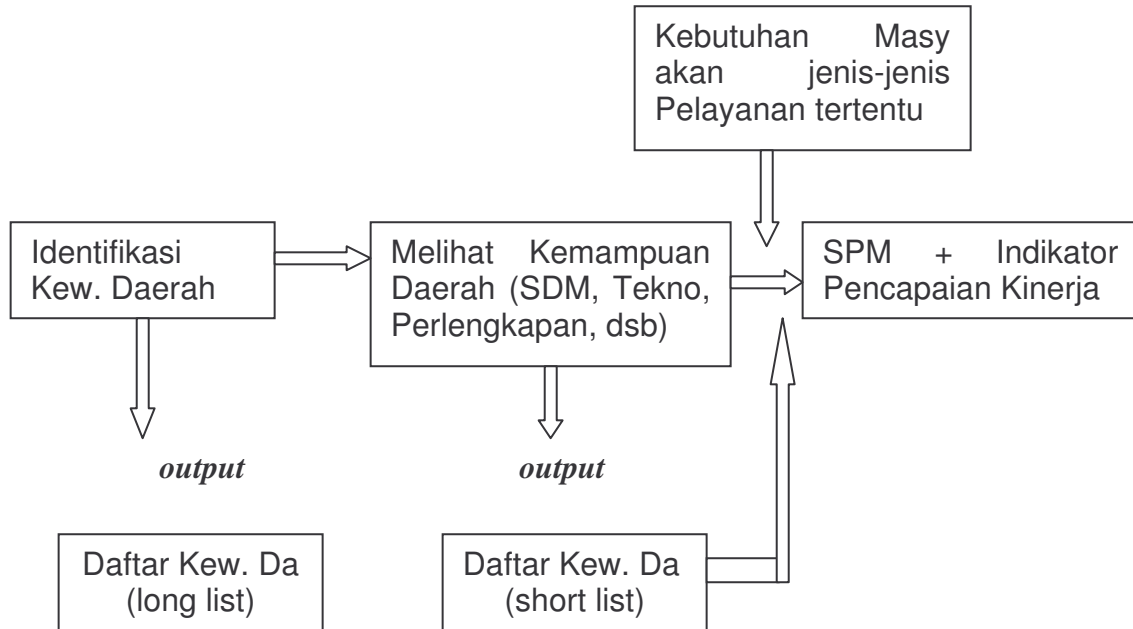 Kebutuhan Masy
akan jenis-jenis
Pelayanan tertentu
Identifikasi
Kew. Daerah
Melihat Kemampuan
Daerah (SDM, Tekno,
Perlengkapan, dsb)
SPM + Indikator
Pencapaian Kinerja
output
output
Daftar Kew. Da
(long list)
Daftar Kew. Da
(short list)